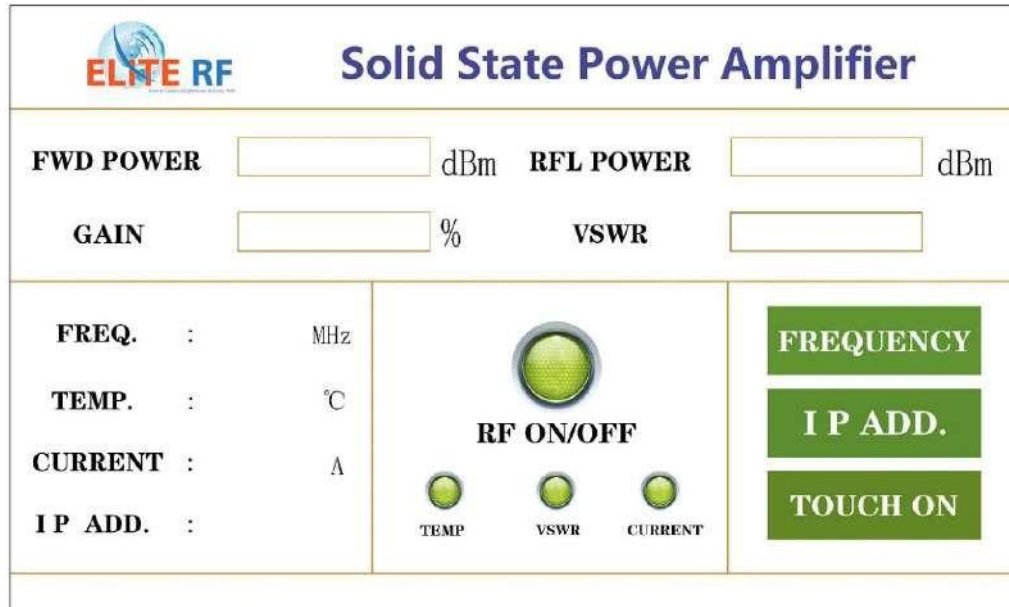 ELITE RF
Solid State Power Amplifier
FWD POWER dBm RFL POWER dBm
GAIN % VSWR
FREQ. : MHz
TEMP. : ℃
CURRENT : A
I P ADD. :
RF ON/OFF
TEMP VSWR CURRENT
FREQUENCY
I P ADD.
TOUCH ON